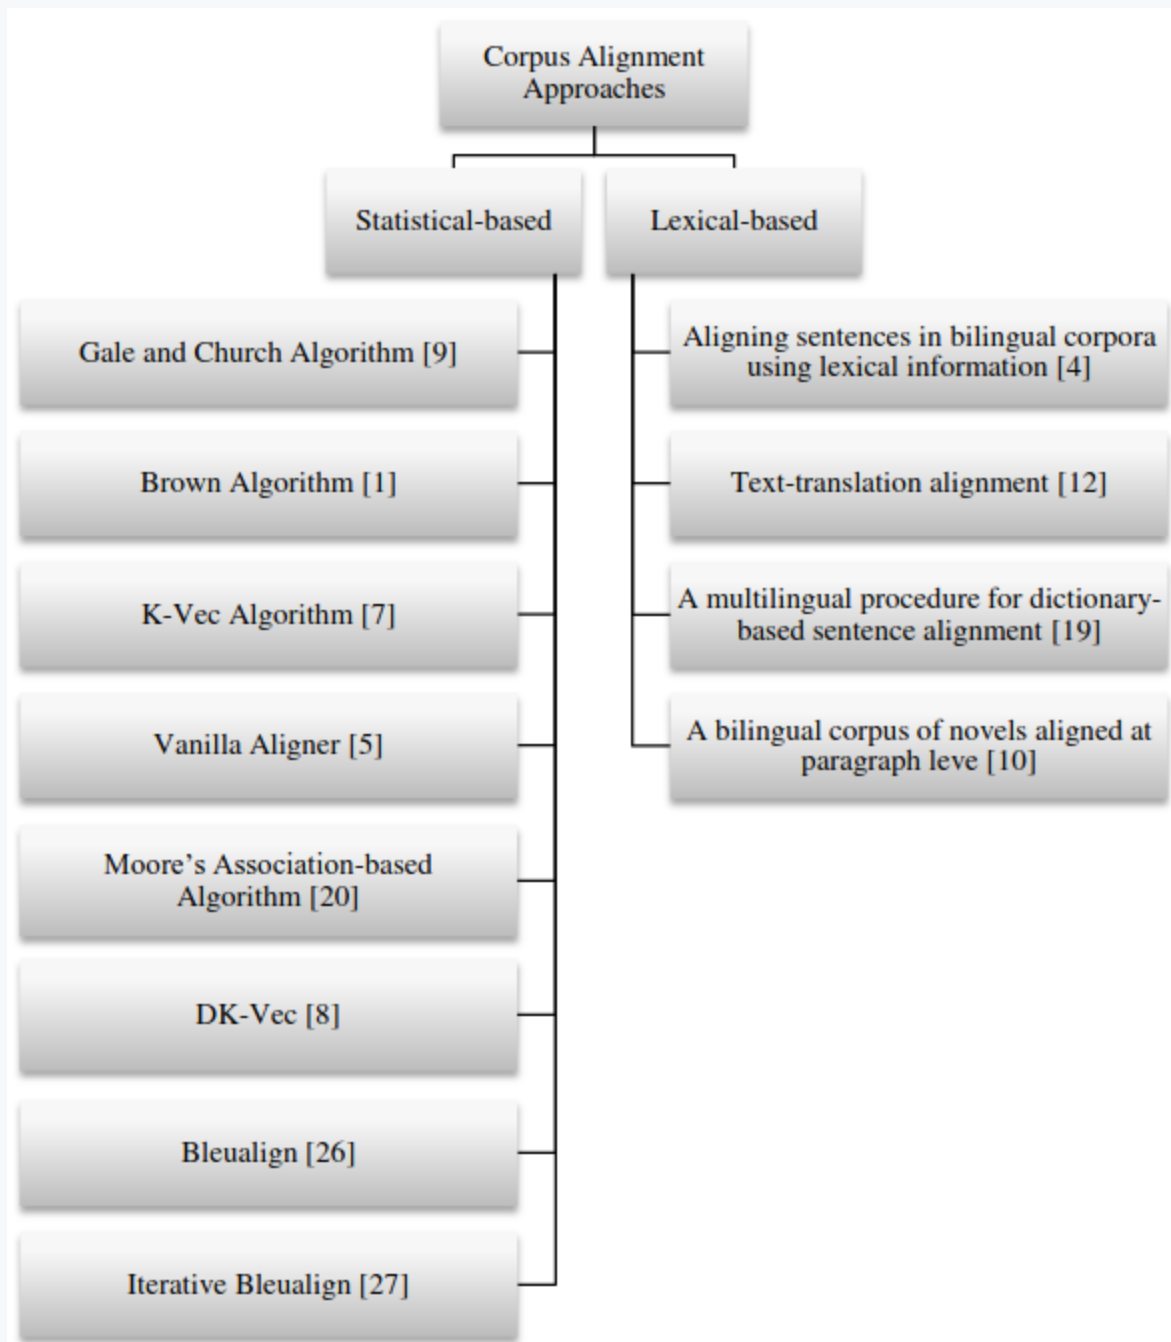 Corpus Alignment
Approaches
Statistical-based
Lexical-based
Gale and Church Algorithm [9]
Brown Algorithm [1]
K-Vec Algorithm [7]
Vanilla Aligner [5]
Moore’s Association-based
Algorithm [20]
DK-Vec [8]
Bleualign [26]
Iterative Bleualign [27]
Aligning sentences in bilingual corpora
using lexical information [4]
Text-translation alignment [12]
A multilingual procedure for dictionary-
based sentence alignment [19]
A bilingual corpus of novels aligned at
paragraph leve [10]